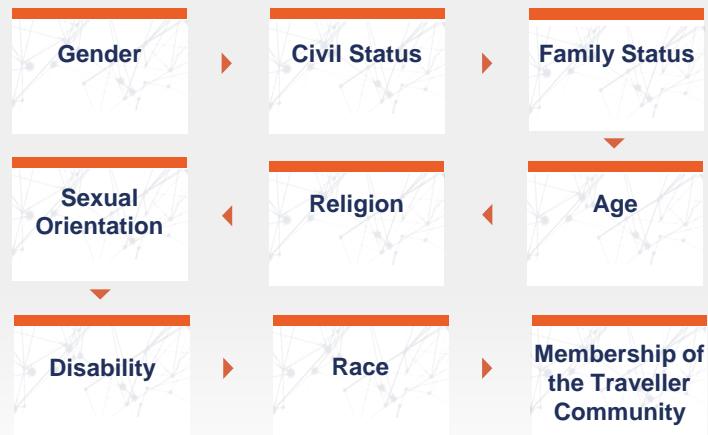 Gender
Civil Status
Family Status
Age
Religion
Sexual
Orientation
Disability
Race
Membership of
the Traveller
Community